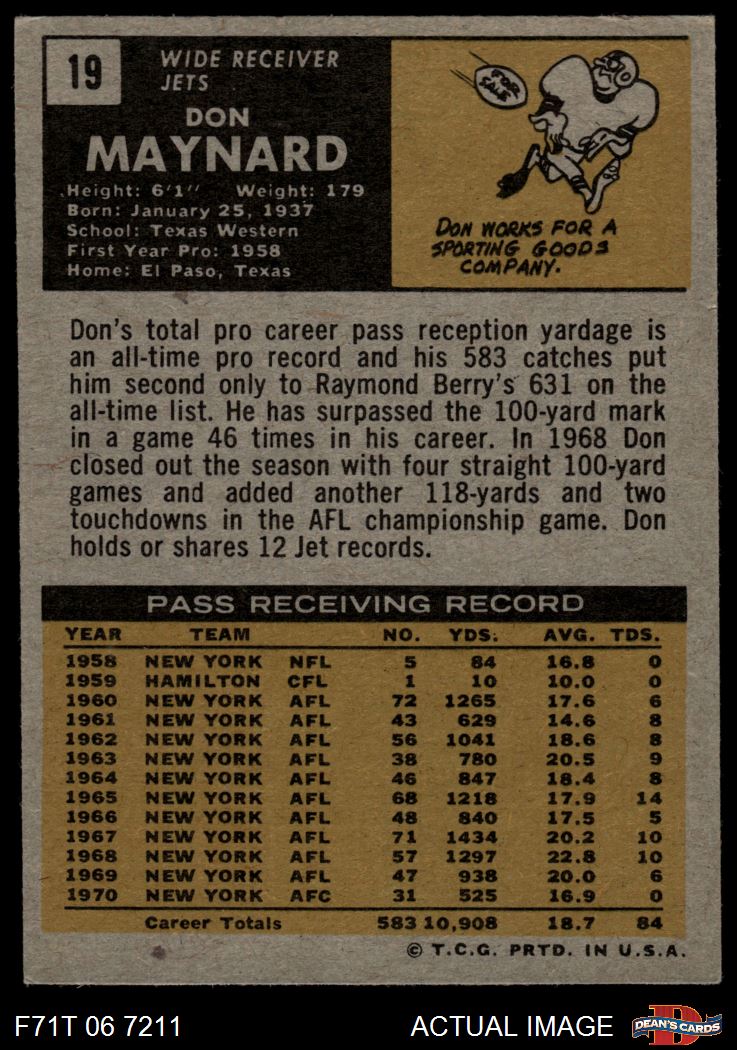 19
WIDE RECEIVER
JETS
DON
MAYNARD
Height: 6'1" Weight: 179
Born: January 25, 1937
School: Texas Western
First Year Pro: 1958
Home: El Paso, Texas
FOR SALE
DON WORKS FOR A
SPORTING GOODS
COMPANY.
Don's total pro career pass reception yardage is
an all-time pro record and his 583 catches put
him second only to Raymond Berry's 631 on the
all-time list. He has surpassed the 100-yard mark
in a game 46 times in his career. In 1968 Don
closed out the season with four straight 100-yard
games and added another 118-yards and two
touchdowns in the AFL championship game. Don
holds or shares 12 Jet records.
PASS RECEIVING RECORD
YEAR TEAM NO. YDS. AVG. TDS.
1958 NEW YORK NFL 5 84 16.8 0
1959 HAMILTON CFL 1 10 10.0 0
1960 NEW YORK AFL 72 1265 17.6 6
1961 NEW YORK AFL 43 629 14.6 8
1962 NEW YORK AFL 56 1041 18.6 8
1963 NEW YORK AFL 38 780 20.5 9
1964 NEW YORK AFL 46 847 18.4 8
1965 NEW YORK AFL 68 1218 17.9 14
1966 NEW YORK AFL 48 840 17.5 5
1967 NEW YORK AFL 71 1434 20.2 10
1968 NEW YORK AFL 57 1297 22.8 10
1969 NEW YORK AFL 47 938 20.0 6
1970 NEW YORK AFC 31 525 16.9 0
Career Totals 583 10,908 18.7 84
© T.C.G. PRTD. IN U.S.A.
F71T 06 7211 ACTUAL IMAGE DEAN'S CARDS